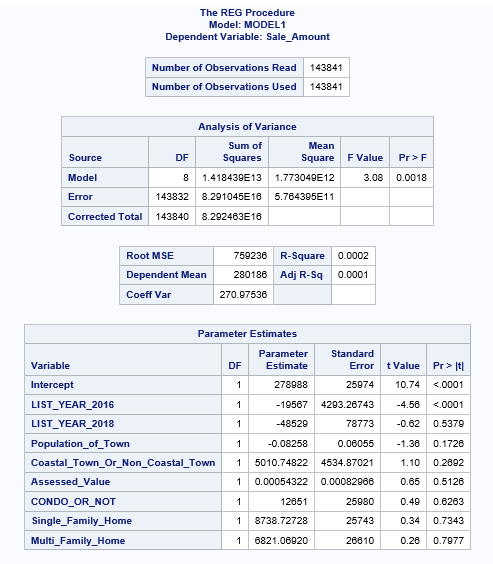 The REG Procedure
Model: MODEL1
Dependent Variable: Sale_Amount
Number of Observations Read 143841
Number of Observations Used 143841
Analysis of Variance
Source DF Sum of Squares Mean Square F Value Pr > F
Model 8 1.418439E13 1.773049E12 3.08 0.0018
Error 143832 8.291045E16 5.764395E11
Corrected Total 143840 8.292463E16
Root MSE 759236 R-Square 0.0002
Dependent Mean 280186 Adj R-Sq 0.0001
Coeff Var 270.97536
Parameter Estimates
Variable DF Parameter Estimate Standard Error t Value Pr > |t|
Intercept 1 278988 25974 10.74 <.0001
LIST_YEAR_2016 1 -19567 4293.26743 -4.56 <.0001
LIST_YEAR_2018 1 -48529 78773 -0.62 0.5379
Population_of_Town 1 -0.08258 0.06055 -1.36 0.1726
Coastal_Town_Or_Non_Coastal_Town 1 5010.74822 4534.87021 1.10 0.2692
Assessed_Value 1 0.00054322 0.00082966 0.65 0.5126
CONDO_OR_NOT 1 12651 25980 0.49 0.6263
Single_Family_Home 1 8738.72728 25743 0.34 0.7343
Multi_Family_Home 1 6821.06920 26610 0.26 0.7977